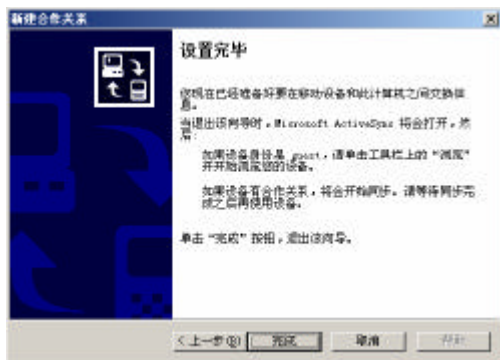 新建合作关系
设置完毕
您现在已经准备好要在移动设备和此计算机之间交换信
息。
当退出该向导时，Microsoft ActiveSync 将会打开，然
后：
如果设备身份是 guest，请单击工具栏上的“浏览”
并开始浏览您的设备。
如果设备有合作关系，将会开始同步。请等待同步完
成之后再使用设备。
单击“完成”按钮，退出该向导。
<上一步(B)
完成
取消
帮助